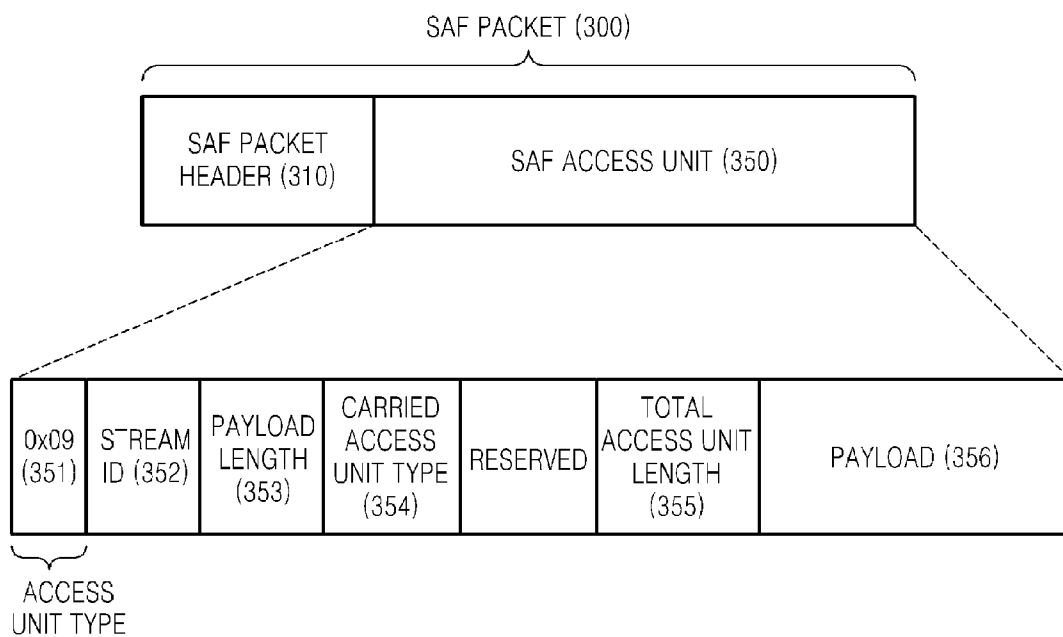 SAF PACKET (300)
SAF PACKET
HEADER (310)
SAF ACCESS UNIT (350)
0x09
(351)
STREAM
ID (352)
PAYLOAD
LENGTH
(353)
CARRIED
ACCESS
UNIT TYPE
(354)
RESERVED
TOTAL
ACCESS UNIT
LENGTH
(355)
PAYLOAD (356)
ACCESS
UNIT TYPE